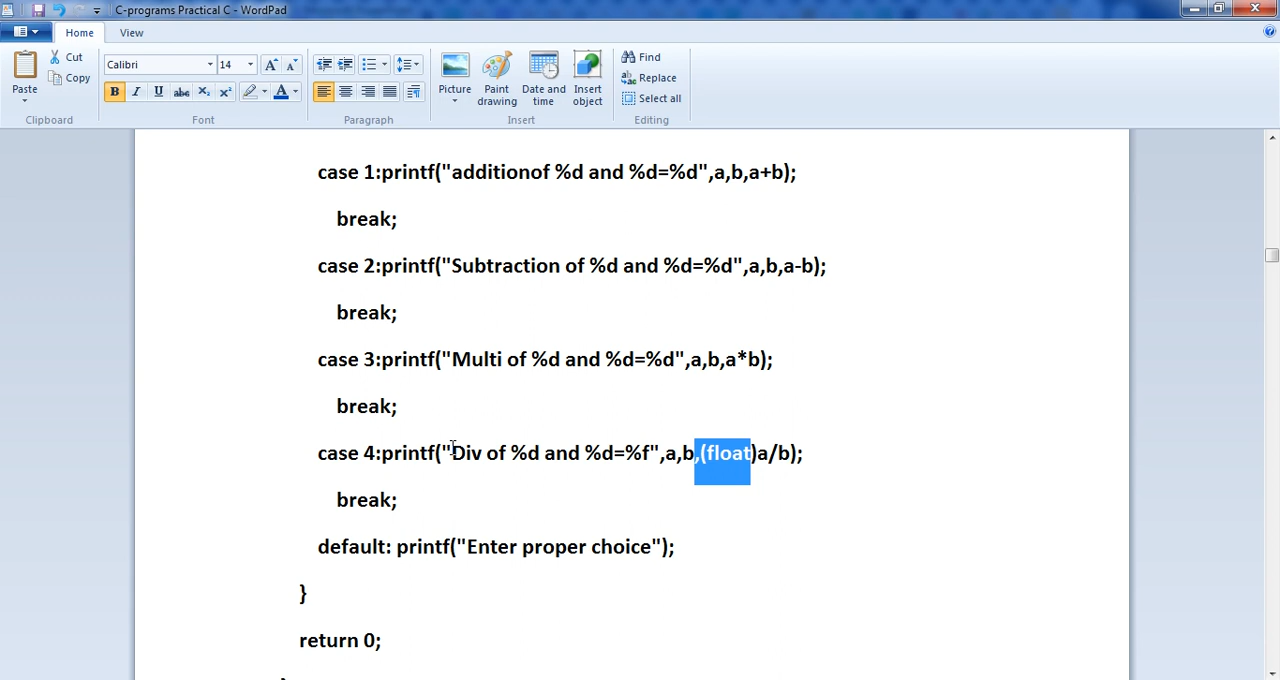 C-programs Practical C - WordPad
Home View
Paste
Cut
Copy
Clipboard
Calibri 14
B I U abc X₂ X²
A A
Font
Paragraph
Picture
Paint drawing
Date and time
Insert object
Insert
Find
Replace
Select all
Editing
case 1:printf("additionof %d and %d=%d",a,b,a+b);
break;
case 2:printf("Subtraction of %d and %d=%d",a,b,a-b);
break;
case 3:printf("Multi of %d and %d=%d",a,b,a*b);
break;
case 4:printf("Div of %d and %d=%f",a,b,(float)a/b);
break;
default: printf("Enter proper choice");
}
return 0;